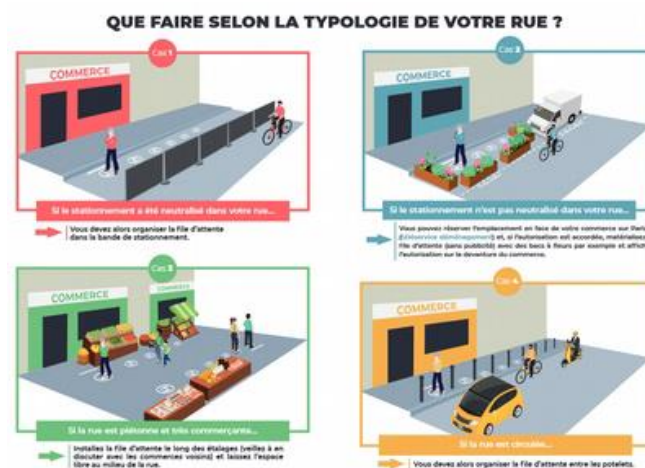 QUE FAIRE SELON LA TYPOLOGIE DE VOTRE RUE ?
Cas 1
COMMERCE
Si le stationnement a été neutralisé dans votre rue...
Vous devez alors organiser la file d'attente
dans la bande de stationnement.
Cas 2
COMMERCE
Si le stationnement n'est pas neutralisé dans votre rue...
Vous pouvez réserver l'emplacement en face de votre commerce sur
et, si l'autorisation est accordée, matérialisez
file d'attente (sans publicité) avec des bacs à fleurs par exemple et affich
l'autorisation sur la devanture du commerce.
Cas 3
COMMERCE
COMMERCE
Si la rue est piétonne et très commerçante...
Installez la file d'attente le long des étalages (veillez à en
discuter avec les commerces voisins) et laissez l'espace
libre au milieu de la rue.
Cas 4
COMMERCE
Si la rue est circulée...
Vous devez alors organiser la file d'attente entre les potelets.